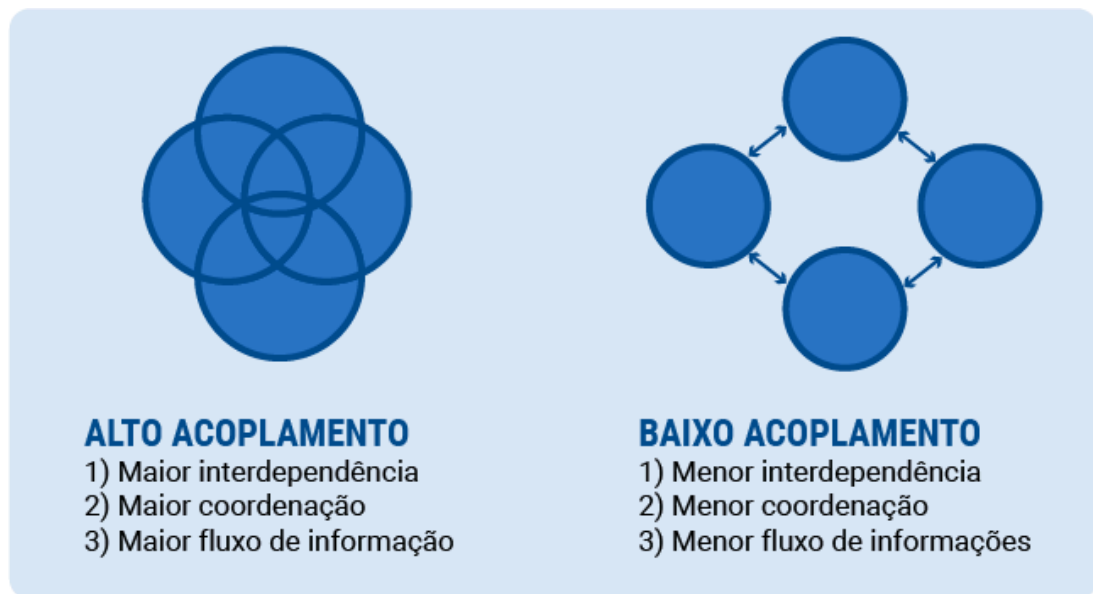 ALTO ACOPLAMENTO
1) Maior interdependência
2) Maior coordenação
3) Maior fluxo de informação
BAIXO ACOPLAMENTO
1) Menor interdependência
2) Menor coordenação
3) Menor fluxo de informações